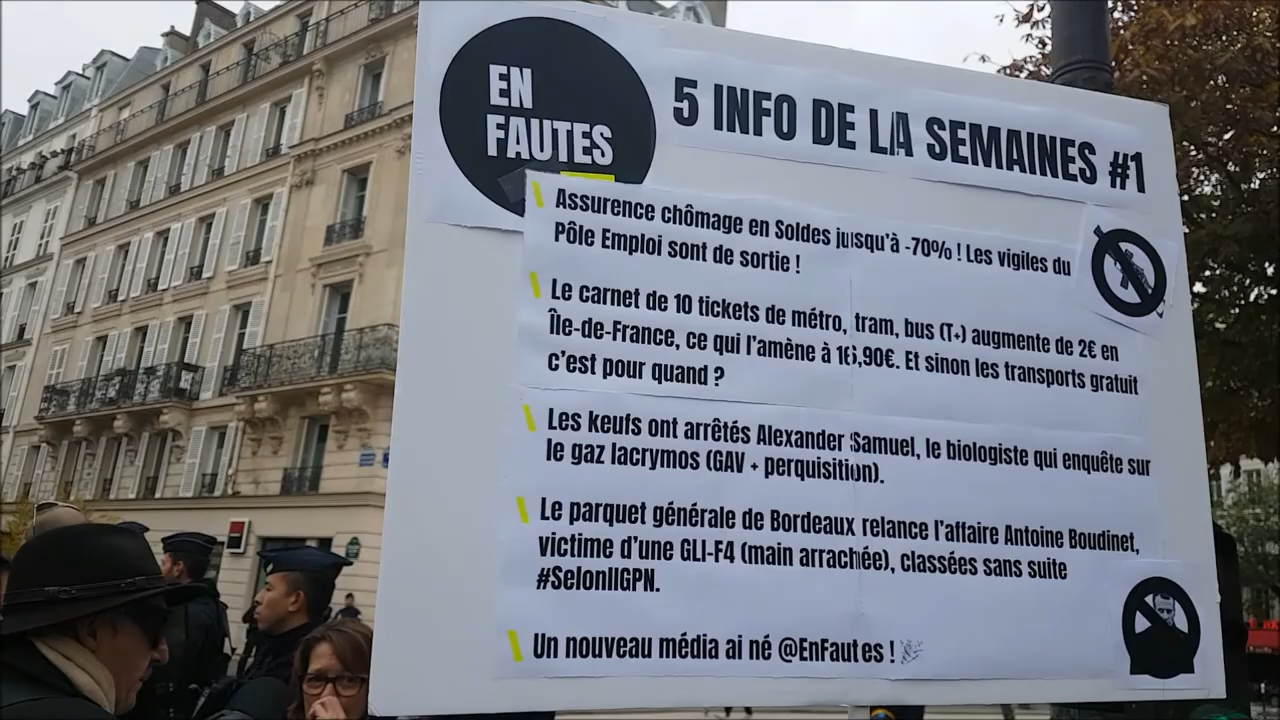 EN
FAUTES
5 INFO DE LA SEMAINES #1
Assurence chômage en Soldes jusqu'à -70% ! Les vigiles du
Pôle Emploi sont de sortie !
Le carnet de 10 tickets de métro, tram, bus (T+) augmente de 2€ en
Île-de-France, ce qui l'amène à 16,90€. Et sinon les transports gratuit
c'est pour quand ?
Les keufs ont arrêtés Alexander Samuel, le biologiste qui enquête sur
le gaz lacrymos (GAV + perquisition).
Le parquet générale de Bordeaux relance l'affaire Antoine Boudinet,
victime d'une GLI-F4 (main arrachée), classées sans suite
#SelonlIGPN.
Un nouveau média ai né @EnFautes !